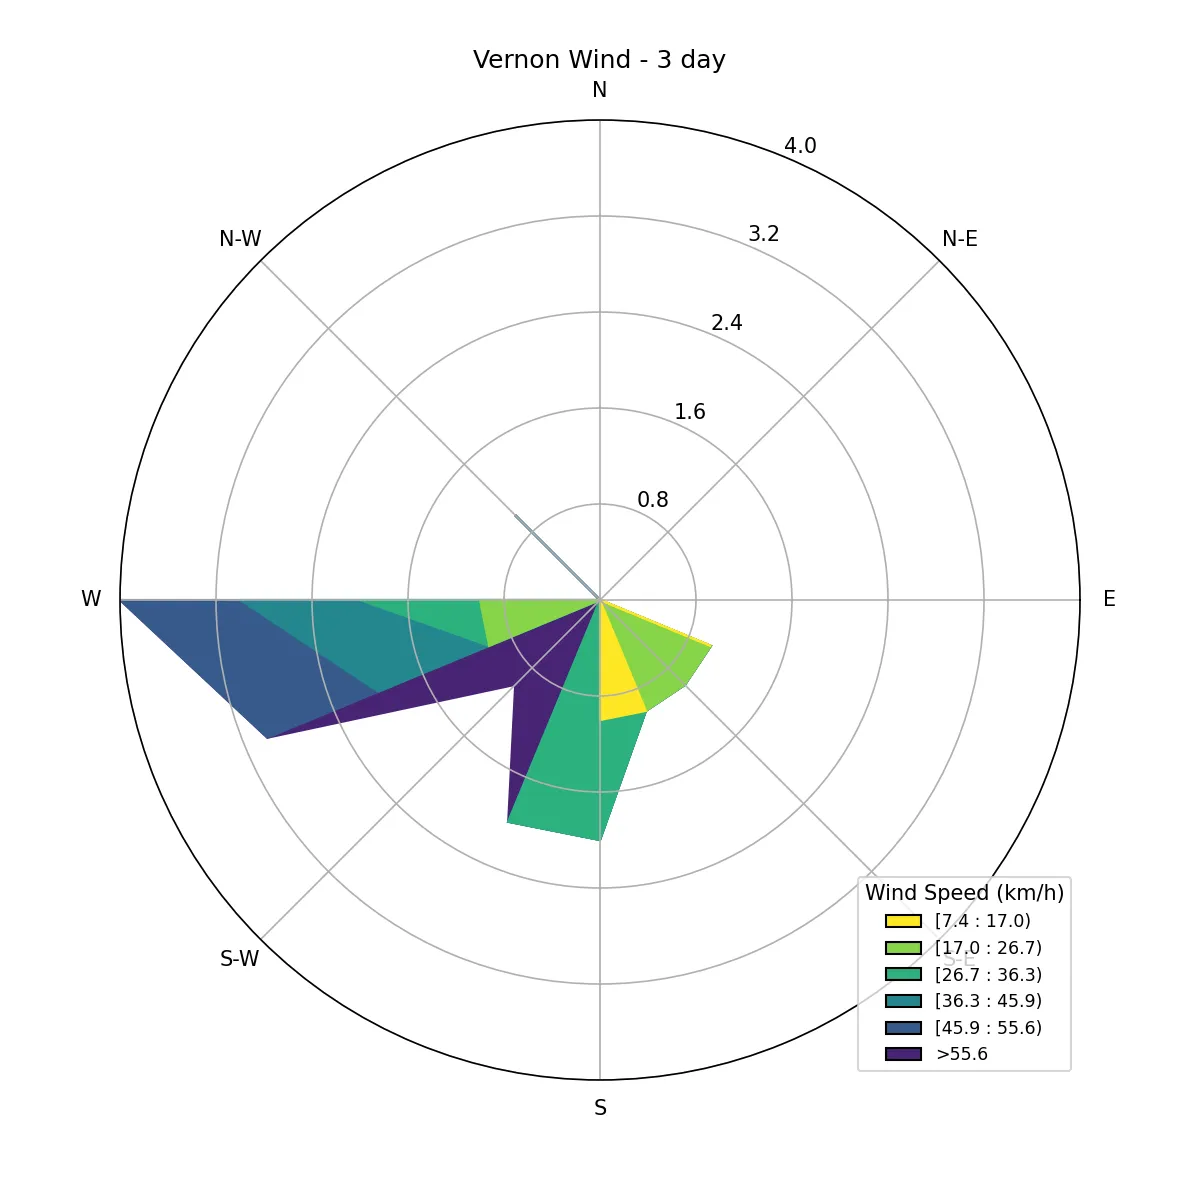 Vernon Wind - 3 day
N
4.0
N-W
3.2
N-E
2.4
1.6
0.8
W
E
S-W
S-E
S
Wind Speed (km/h)
[7.4 : 17.0)
[17.0 : 26.7)
[26.7 : 36.3)
[36.3 : 45.9)
[45.9 : 55.6)
>55.6